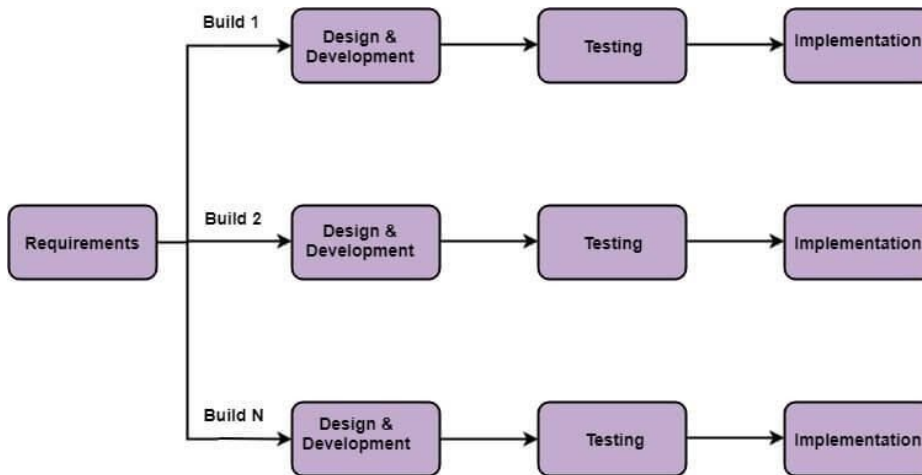 Build 1
Design &
Development
Testing
Implementation
Requirements
Build 2
Design &
Development
Testing
Implementation
Build N
Design &
Development
Testing
Implementation